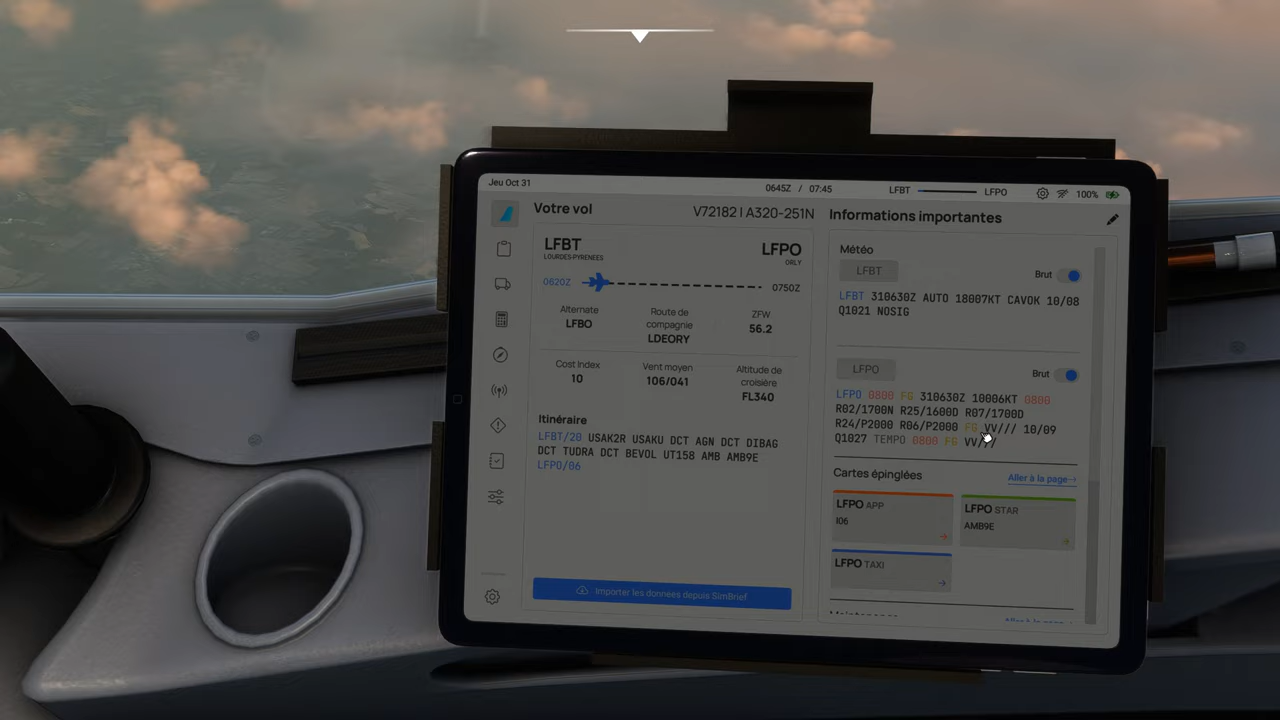 Jeu Oct 31
0645Z / 07:45
LFBT
LFPO
100%
Votre vol
V72182 | A320-251N
LFBT
LOURDES-PYRENEES
LFPO
ORLY
0620Z
0750Z
Alternate
LFBO
Route de
compagnie
LDEORY
ZFW
56.2
Cost Index
10
Vent moyen
106/041
Altitude de
croisière
FL340
Itinéraire
LFBT/20 USAK2R USAKU DCT AGN DCT DIBAG
DCT TUDRA DCT BEVOL UT158 AMB AMB9E
LFPO/06
Importer les données depuis SimBrief
Informations importantes
Météo
LFBT
Brut
LFBT 310630Z AUTO 18007KT CAVOK 10/08
Q1021 NOSIG
LFPO
Brut
LFPO 0800 FG 310630Z 10006KT 0800
R02/1700N R25/1600D R07/1700D
R24/P2000 R06/P2000 FG VV/// 10/09
Q1027 TEMPO 0800 FG VV///
Cartes épinglées
Aller à la page
LFPO APP
I06
LFPO STAR
AMB9E
LFPO TAXI